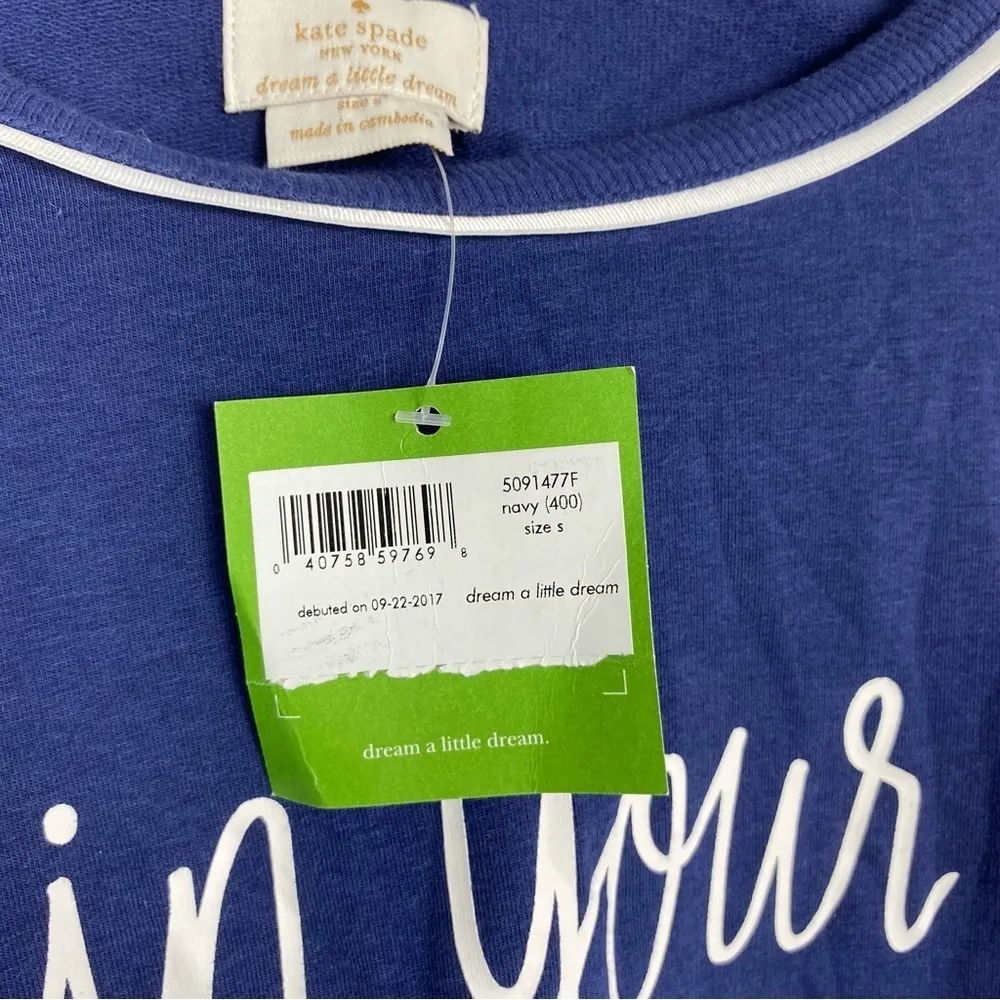 kate spade
NEW YORK
dream a little dream
size s
made in cambodia
5091477F
navy (400)
size s
0 40758 59769 8
debuted on 09-22-2017
dream a little dream
dream a little dream.
in your